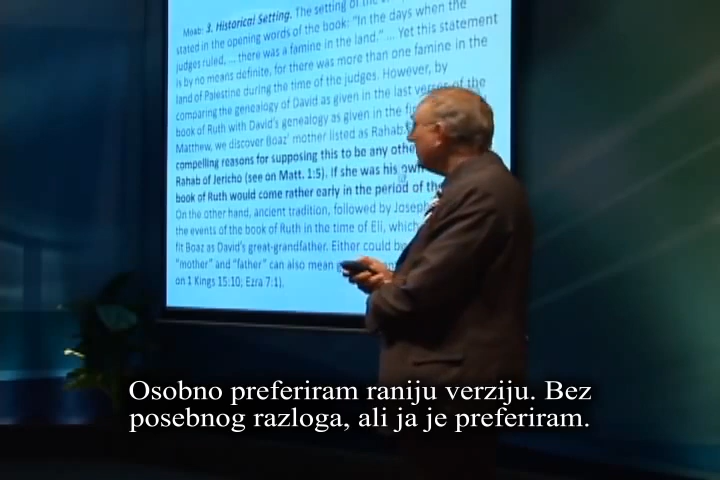 Moab: 3. Historical Setting. The setting of the
stated in the opening words of the book: "In the days when the
judges ruled, ... there was a famine in the land." ... Yet this statement
is by no means definite, for there was more than one famine in the
land of Palestine during the time of the judges. However, by
comparing the genealogy of David as given in the last verses of the
book of Ruth with David's genealogy as given in the
Matthew, we discover Boaz' mother listed as Rahab.
compelling reasons for supposing this to be any
Rahab of Jericho (see on Matt. 1:5). If she was his own
book of Ruth would come rather early in the period of
On the other hand, ancient tradition, followed by
the events of the book of Ruth in the time of Eli, which
fit Boaz as David's great-grandfather. Either could
"mother" and "father" can also mean
on 1 Kings 15:10; Ezra 7:1).
Osobno preferiram raniju verziju. Bez
posebnog razloga, ali ja je preferiram.